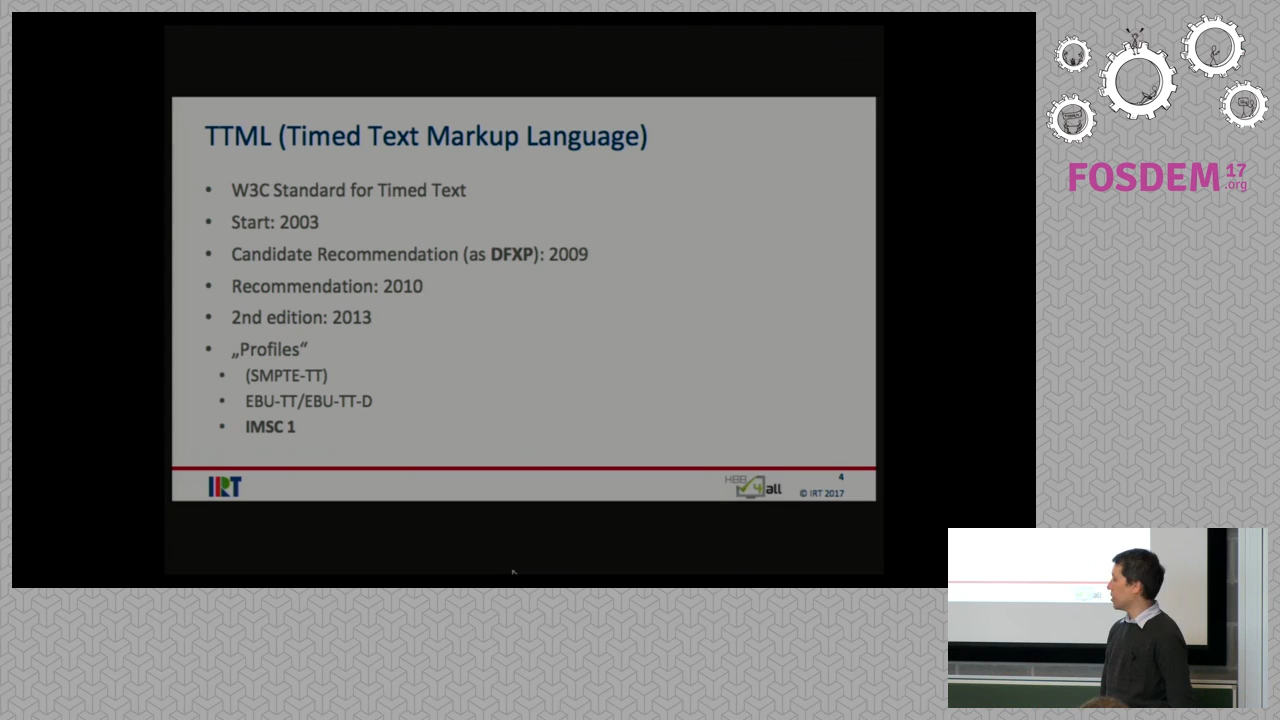 TTML (Timed Text Markup Language)
• W3C Standard for Timed Text
• Start: 2003
• Candidate Recommendation (as DFXP): 2009
• Recommendation: 2010
• 2nd edition: 2013
• „Profiles“
• (SMPTE-TT)
• EBU-TT/EBU-TT-D
• IMSC 1
IRT
HBB
4all
4
© IRT 2017
FOSDEM 17
.org